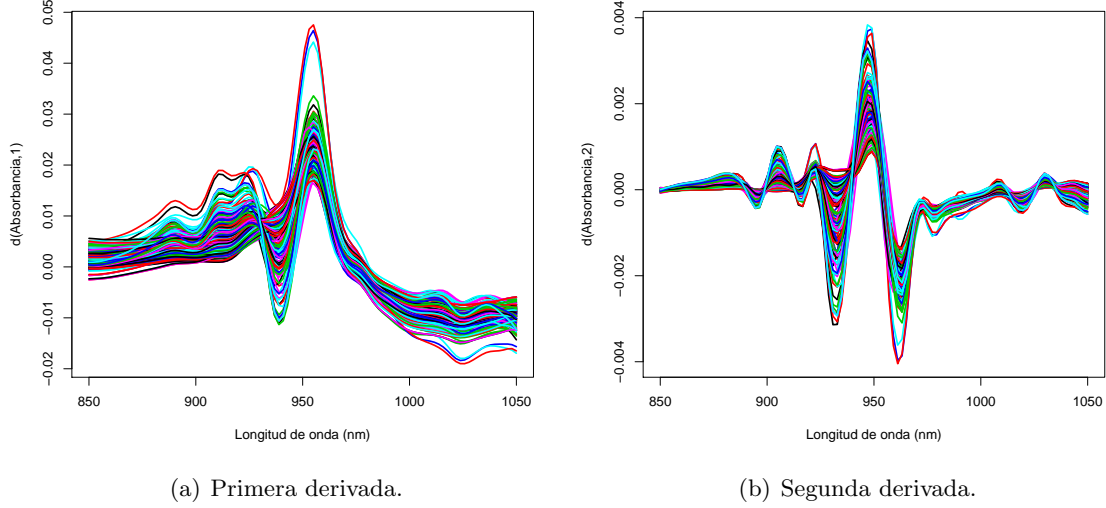 0.05
0.04
0.03
0.02
0.01
0.00
−0.01
−0.02
d(Absorbancia,1)
850 900 950 1000 1050
Longitud de onda (nm)
(a) Primera derivada.
0.004
0.002
0.000
−0.002
−0.004
d(Absorbancia,2)
850 900 950 1000 1050
Longitud de onda (nm)
(b) Segunda derivada.